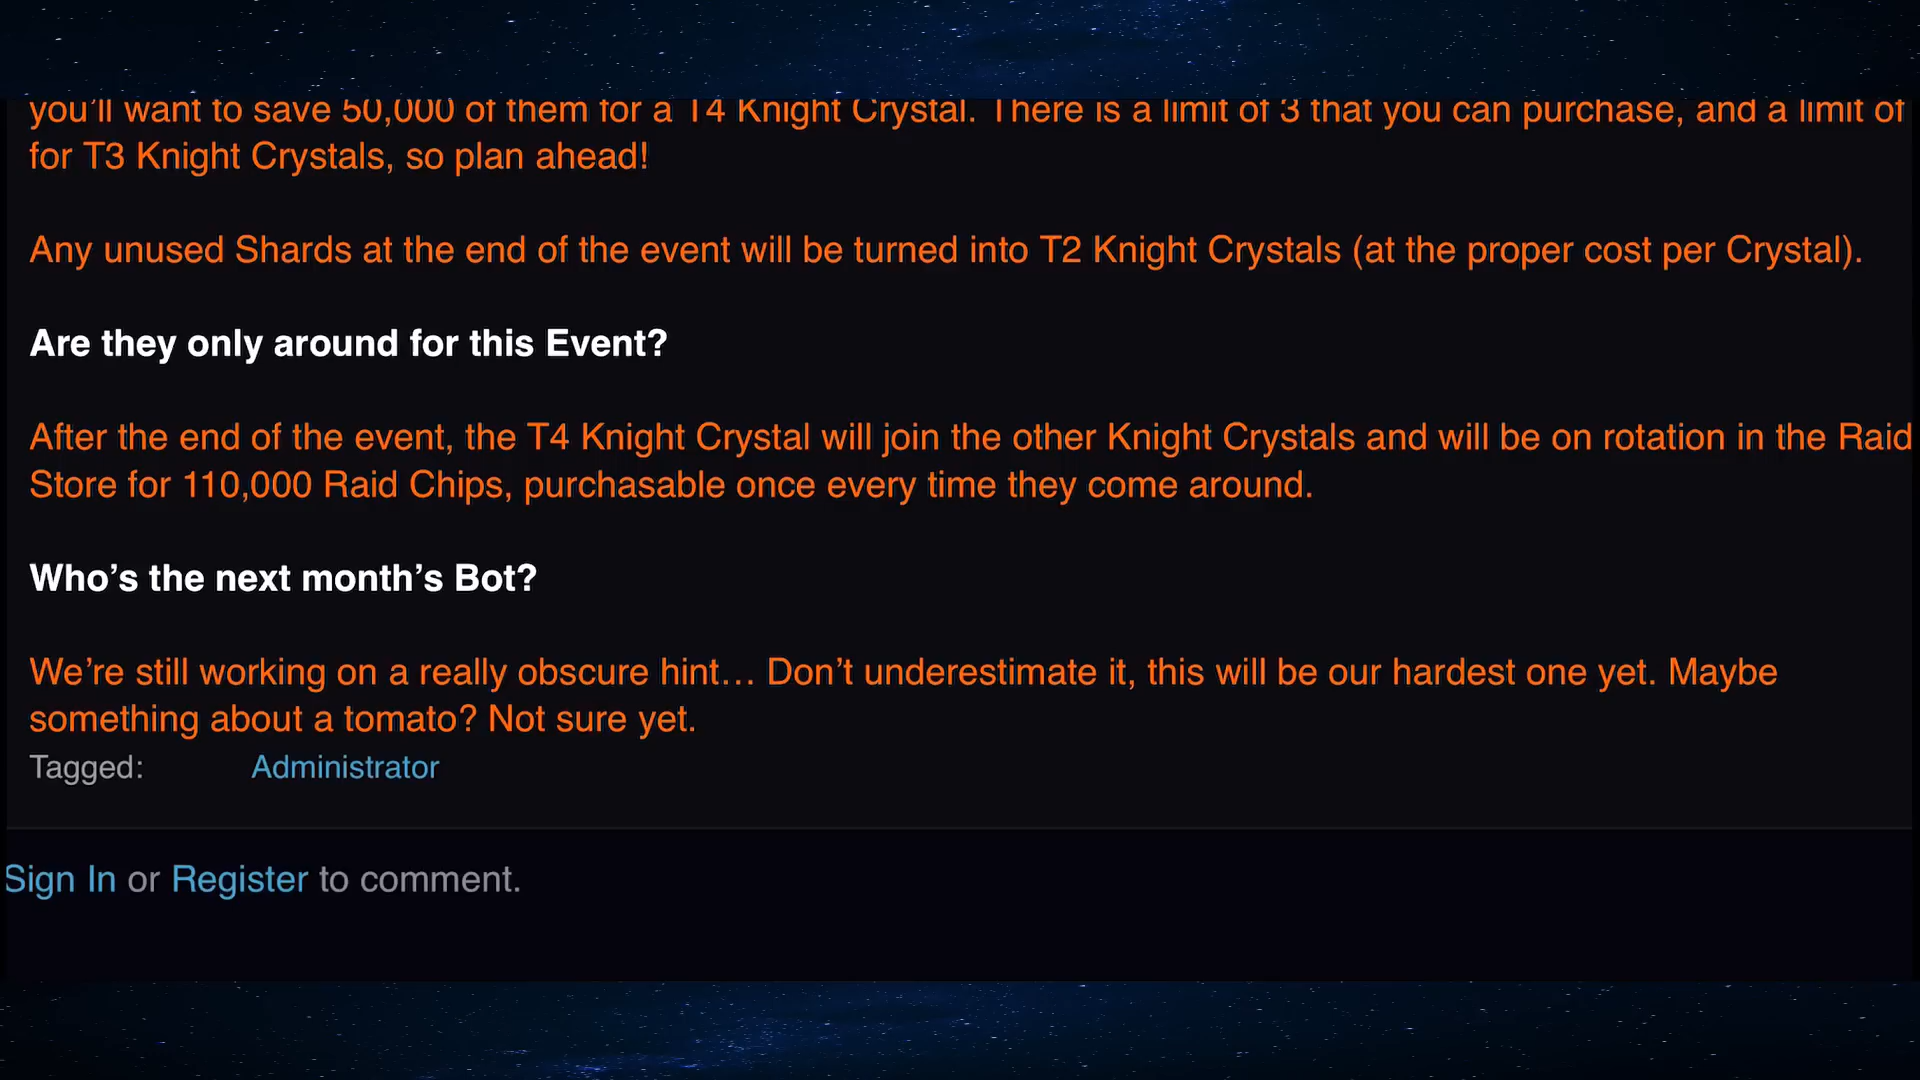 you’ll want to save 50,000 of them for a T4 Knight Crystal. There is a limit of 3 that you can purchase, and a limit of
for T3 Knight Crystals, so plan ahead!
Any unused Shards at the end of the event will be turned into T2 Knight Crystals (at the proper cost per Crystal).
Are they only around for this Event?
After the end of the event, the T4 Knight Crystal will join the other Knight Crystals and will be on rotation in the Raid
Store for 110,000 Raid Chips, purchasable once every time they come around.
Who’s the next month’s Bot?
We’re still working on a really obscure hint… Don’t underestimate it, this will be our hardest one yet. Maybe
something about a tomato? Not sure yet.
Tagged: Administrator
Sign In or Register to comment.